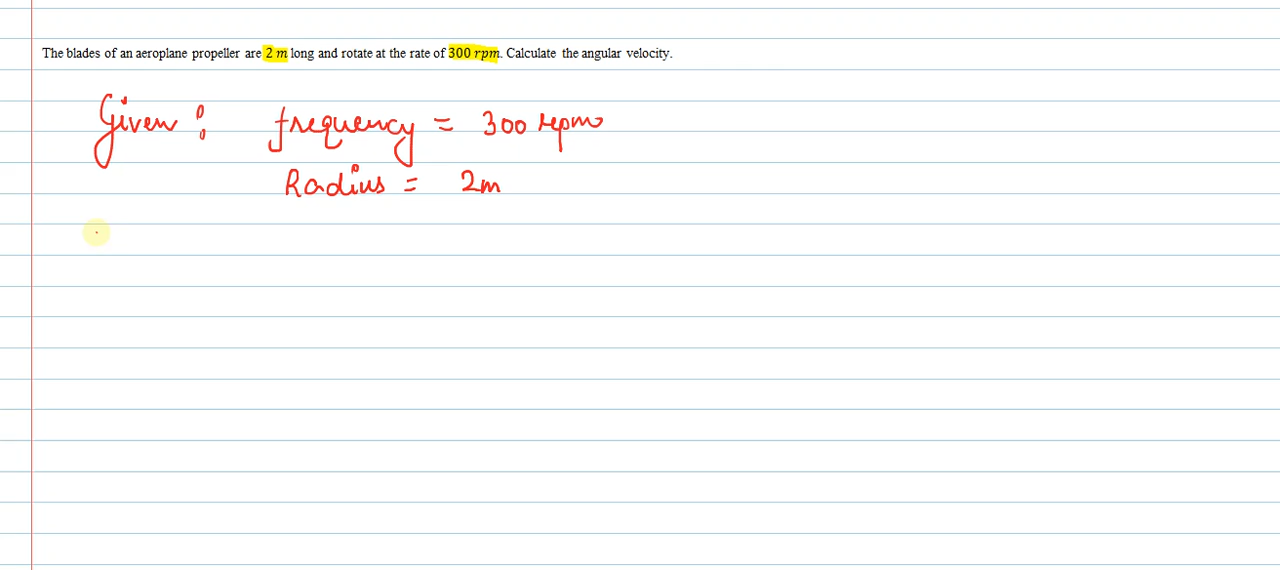 The blades of an aeroplane propeller are 2 m long and rotate at the rate of 300 rpm. Calculate the angular velocity.
Given : frequency = 300 rpm
Radius = 2m